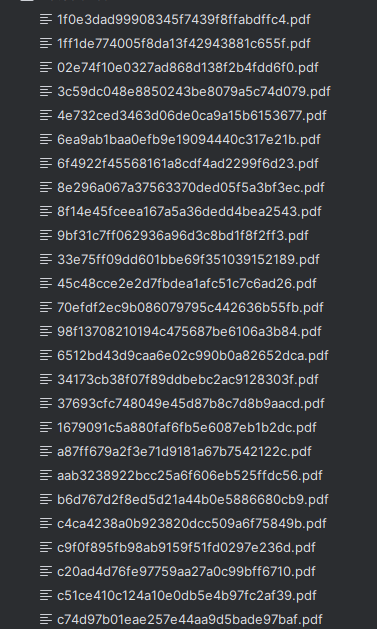 1f0e3dad99908345f7439f8ffabdffc4.pdf
1ff1de774005f8da13f42943881c655f.pdf
02e74f10e0327ad868d138f2b4fdd6f0.pdf
3c59dc048e8850243be8079a5c74d079.pdf
4e732ced3463d06de0ca9a15b6153677.pdf
6ea9ab1baa0efb9e19094440c317e21b.pdf
6f4922f45568161a8cdf4ad2299f6d23.pdf
8e296a067a37563370ded05f5a3bf3ec.pdf
8f14e45fceea167a5a36dedd4bea2543.pdf
9bf31c7ff062936a96d3c8bd1f8f2ff3.pdf
33e75ff09dd601bbe69f351039152189.pdf
45c48cce2e2d7fbdea1afc51c7c6ad26.pdf
70efdf2ec9b086079795c442636b55fb.pdf
98f13708210194c475687be6106a3b84.pdf
6512bd43d9caa6e02c990b0a82652dca.pdf
34173cb38f07f89ddbebc2ac9128303f.pdf
37693cfc748049e45d87b8c7d8b9aacd.pdf
1679091c5a880faf6fb5e6087eb1b2dc.pdf
a87ff679a2f3e71d9181a67b7542122c.pdf
aab3238922bcc25a6f606eb525ffdc56.pdf
b6d767d2f8ed5d21a44b0e5886680cb9.pdf
c4ca4238a0b923820dcc509a6f75849b.pdf
c9f0f895fb98ab9159f51fd0297e236d.pdf
c20ad4d76fe97759aa27a0c99bff6710.pdf
c51ce410c124a10e0db5e4b97fc2af39.pdf
c74d97b01eae257e44aa9d5bade97baf.pdf